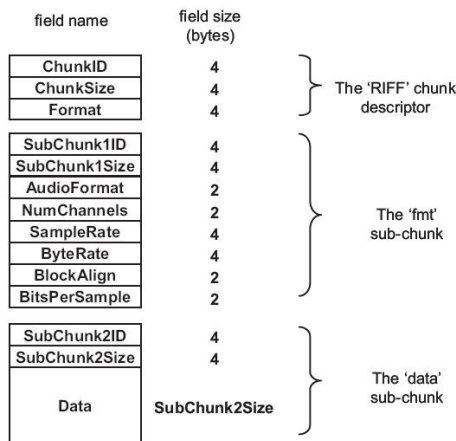 field name field size
(bytes)
ChunkID 4
ChunkSize 4 The ‘RIFF’ chunk
Format 4 descriptor
SubChunk1ID 4
SubChunk1Size 4
AudioFormat 2
NumChannels 2 The ‘fmt’
SampleRate 4 sub-chunk
ByteRate 4
BlockAlign 2
BitsPerSample 2
SubChunk2ID 4
SubChunk2Size 4
The ‘data’
Data SubChunk2Size sub-chunk